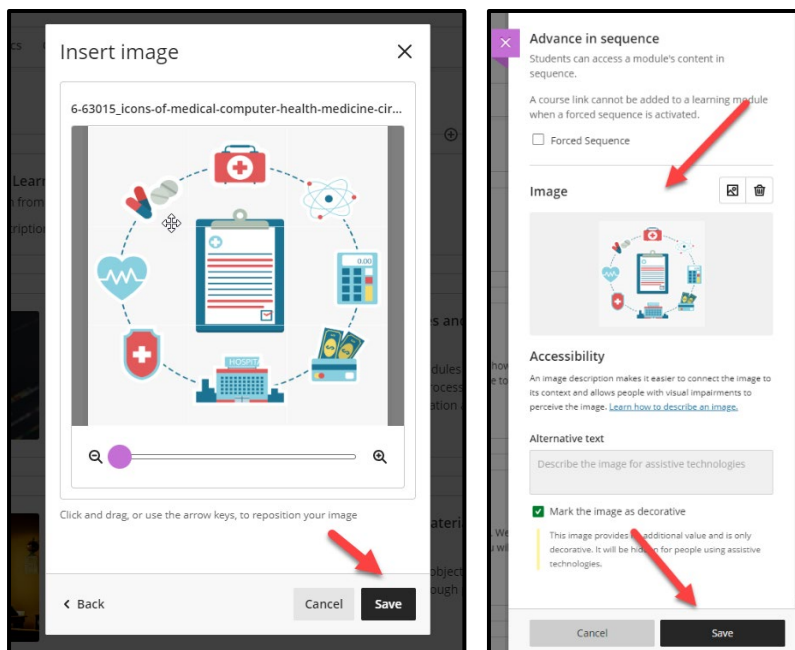 Insert image
6-63015_icons-of-medical-computer-health-medicine-cir...
0.00
HOSPIT
Click and drag, or use the arrow keys, to reposition your image
Back
Cancel
Save
Advance in sequence
Students can access a module's content in
sequence.
A course link cannot be added to a learning module
when a forced sequence is activated.
Forced Sequence
Image
Accessibility
An image description makes it easier to connect the image to
its context and allows people with visual impairments to
perceive the image. Learn how to describe an image.
Alternative text
Describe the image for assistive technologies
Mark the image as decorative
This image provides additional value and is only
decorative. It will be hidden for people using assistive
technologies.
Cancel
Save